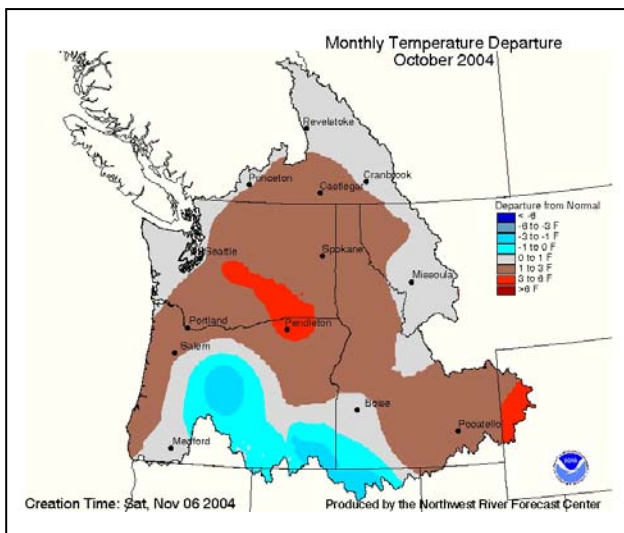 Monthly Temperature Departure
October 2004
Revelstoke
Princeton
Castlegar
Cranbrook
Departure from Normal
< -6
-6 to -3 F
-3 to -1 F
-1 to 0 F
0 to 1 F
1 to 3 F
3 to 6 F
>6 F
Seattle
Spokane
Missoula
Portland
Pendleton
Salem
Boise
Pocatello
Medford
Creation Time: Sat, Nov 06 2004
Produced by the Northwest River Forecast Center